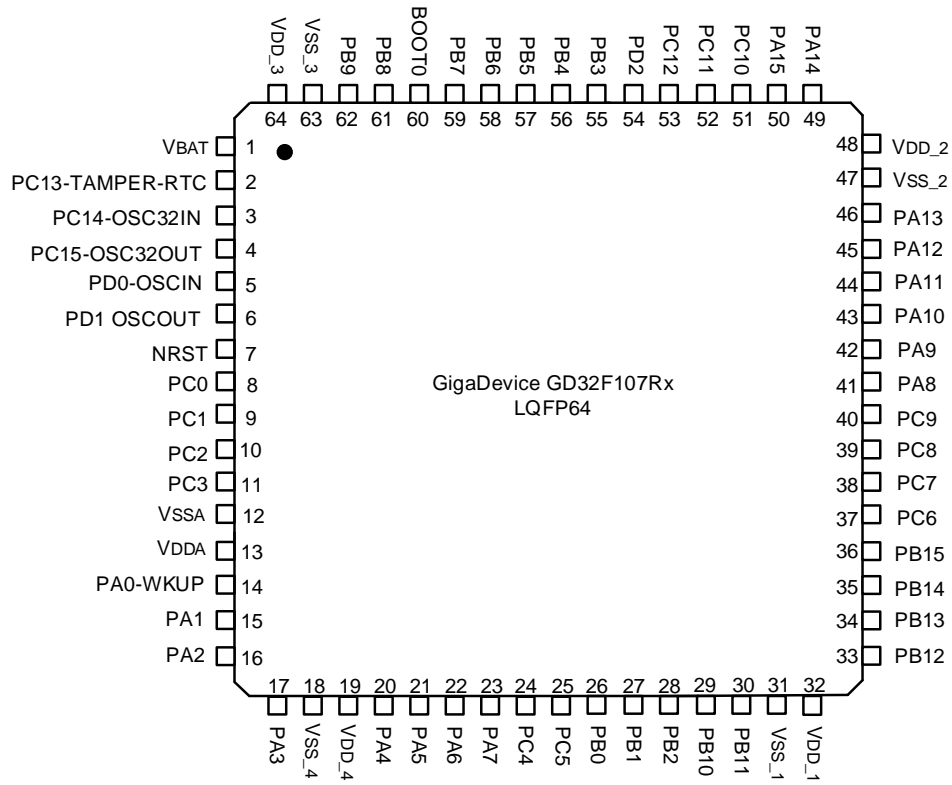 VDD_3
VSS_3
PB9
PB8
BOOT0
PB7
PB6
PB5
PB4
PB3
PD2
PC12
PC11
PC10
PA15
PA14
64 63 62 61 60 59 58 57 56 55 54 53 52 51 50 49
VBAT 1
PC13-TAMPER-RTC 2
PC14-OSC32IN 3
PC15-OSC32OUT 4
PD0-OSCIN 5
PD1 OSCOUT 6
NRST 7
PC0 8
PC1 9
PC2 10
PC3 11
VSSA 12
VDDA 13
PA0-WKUP 14
PA1 15
PA2 16
GigaDevice GD32F107Rx
LQFP64
48 VDD_2
47 VSS_2
46 PA13
45 PA12
44 PA11
43 PA10
42 PA9
41 PA8
40 PC9
39 PC8
38 PC7
37 PC6
36 PB15
35 PB14
34 PB13
33 PB12
17 18 19 20 21 22 23 24 25 26 27 28 29 30 31 32
PA3
VSS_4
VDD_4
PA4
PA5
PA6
PA7
PC4
PC5
PB0
PB1
PB2
PB10
PB11
VSS_1
VDD_1